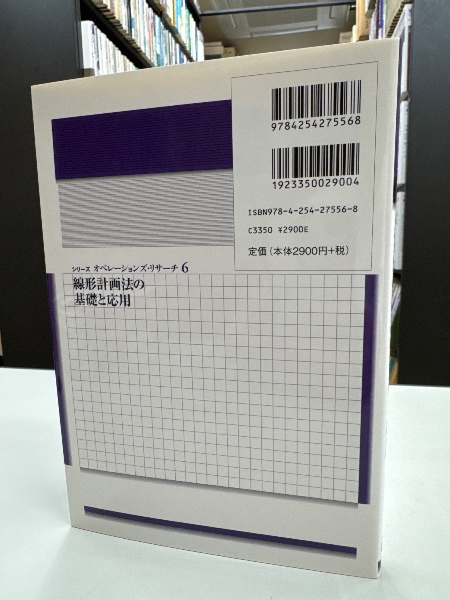 9784254275568
1923350029004
ISBN978-4-254-27556-8
C3350 ¥2900E
定価（本体2900円+税）
シリーズ オペレーションズ・リサーチ 6
線形計画法の
基礎と応用